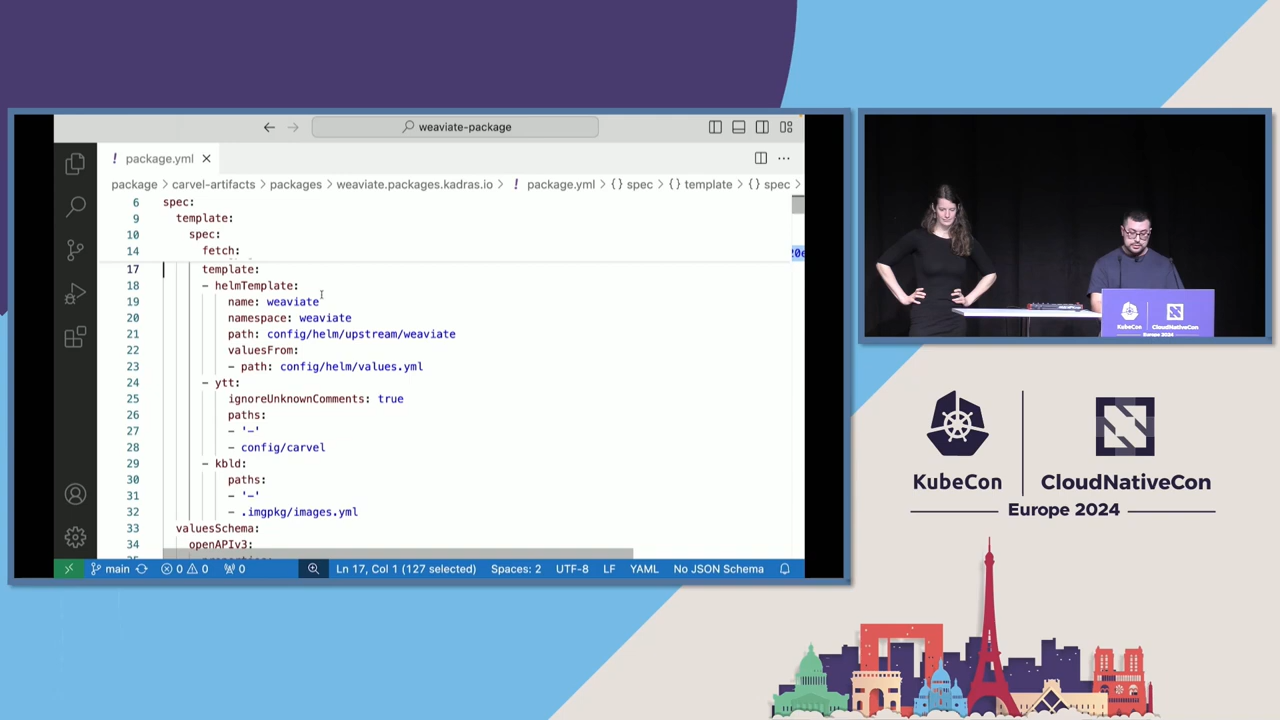 weaviate-package
package.yml
package > carvel-artifacts > packages > weaviate.packages.kadras.io > ! package.yml > {} spec > {} template > {} spec >
6 spec:
9 template:
10 spec:
14 fetch:
17 template:
18 - helmTemplate:
19 name: weaviate
20 namespace: weaviate
21 path: config/helm/upstream/weaviate
22 valuesFrom:
23 - path: config/helm/values.yml
24 - ytt:
25 ignoreUnknownComments: true
26 paths:
27 - '-'
28 - config/carvel
29 - kbld:
30 paths:
31 - '-'
32 - .imgpkg/images.yml
33 valuesSchema:
34 openAPIv3:
main 0 0 0 Ln 17, Col 1 (127 selected) Spaces: 2 UTF-8 LF YAML No JSON Schema
KubeCon CloudNativeCon
Europe 2024
KubeCon CloudNativeCon
Europe 2024